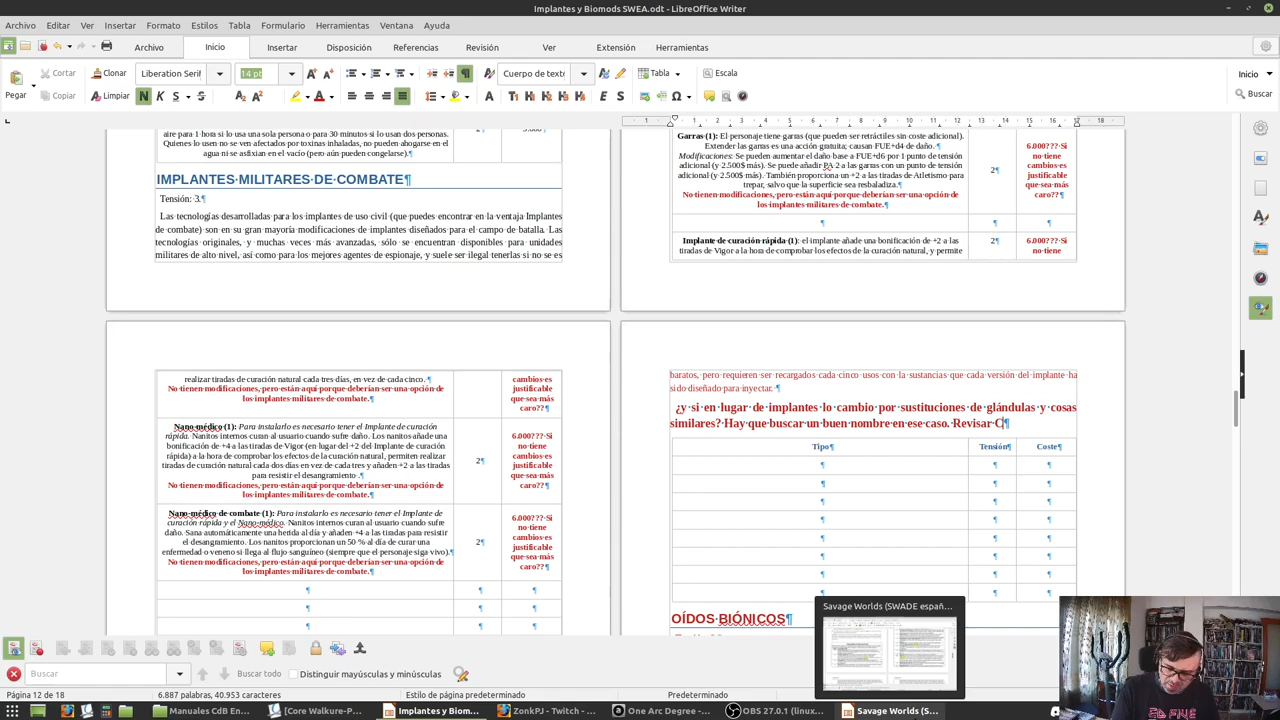 Implantes y Biomods SWEA.odt - LibreOffice Writer
Archivo Editar Ver Insertar Formato Estilos Tabla Formulario Herramientas Ventana Ayuda
Archivo Inicio Insertar Disposición Referencias Revisión Ver Extensión Herramientas
Pegar
Cortar Clonar
Copiar Limpiar
Liberation Serif
14 pt
Cuerpo de texto
Tabla
Escala
Inicio
Buscar
aire para 1 hora si lo usa una sola persona o para 30 minutos si lo usan dos personas.
Quienes lo usen no se ven afectados por toxinas inhaladas, no pueden ahogarse en el mar ni se asfixian en el vacío (pero aún pueden congelarse).¶
IMPLANTES·MILITARES·DE·COMBATE¶
Tensión: 3.¶
Las tecnologías desarrolladas para los implantes de uso civil (que puedes encontrar en la ventaja Implantes
de combate) son en su gran mayoría modificaciones de implantes diseñados para el campo de batalla. Las
tecnologías originales, y muchas veces más avanzadas, sólo se encuentran disponibles para unidades
militares de alto nivel, así como para los mejores agentes de espionaje, y suele ser ilegal tenerlas si no se es
Garras (1): El personaje tiene garras (que pueden ser retráctiles sin coste adicional).
Extender las garras es una acción gratuita; causan FUE+d4 de daño.¶
Modificaciones: Se pueden aumentar el daño base a FUE+d6 por 1 punto de tensión
adicional (y 2.500$ más). Se puede añadir PA 2 a las garras con un punto de tensión
adicional (y 2.500$ más). También proporciona un +2 a las tiradas de Atletismo para
trepar, salvo que la superficie sea resbaladiza.¶
No tienen modificaciones, pero están aquí porque deberían ser una opción de
los implantes militares de combate.¶
2¶
6.000??? Si
no tiene
cambios es
justificable
que sea más
caro??¶
Implante de curación rápida (1): el implante añade una bonificación de +2 a las
tiradas de Vigor a la hora de comprobar los efectos de la curación natural, y permite
2¶
6.000??? Si
no tiene
realizar tiradas de curación natural cada tres días, en vez de cada cinco.¶
No tienen modificaciones, pero están aquí porque deberían ser una opción de
los implantes militares de combate.¶
cambios es
justificable
que sea más
caro??¶
Nano-médico (1): Para instalarlo es necesario tener el Implante de curación
rápida. Nanitos internos curan al usuario cuando sufre daño. Los nanitos añade una
bonificación de +4 a las tiradas de Vigor (en lugar del +2 del Implante de curación
rápida) a la hora de comprobar los efectos de la curación natural, permiten realizar
tiradas de curación natural cada dos días en vez de cada tres y añaden +2 a las tiradas
para resistir el desangramiento.¶
No tienen modificaciones, pero están aquí porque deberían ser una opción de
los implantes militares de combate.¶
2¶
6.000??? Si
no tiene
cambios es
justificable
que sea más
caro??¶
Nano-médico de combate (1): Para instalarlo es necesario tener el Implante de
curación rápida y el Nano-médico. Nanitos internos curan al usuario cuando sufre
daño. Sana automáticamente una herida al día y añaden +4 a las tiradas para resistir
el desangramiento. Los nanitos proporcionan un 50 % al día de curar una
enfermedad o veneno si llega al flujo sanguíneo (siempre que el personaje siga vivo).¶
No tienen modificaciones, pero están aquí porque deberían ser una opción de
los implantes militares de combate.¶
2¶
6.000??? Si
no tiene
cambios es
justificable
que sea más
caro??¶
baratos, pero requieren ser recargados cada cinco usos con la sustancias que cada versión del implante ha
sido diseñado para inyectar. ¶
¿y si en lugar de implantes lo cambio por sustituciones de glándulas y cosas
similares? Hay que buscar un buen nombre en ese caso. Revisar C¶
Tipo¶ Tensión¶ Coste¶
OÍDOS·BIÓNICOS¶
Savage Worlds (SWADE españ...
Buscar
Buscar todo
Distinguir mayúsculas y minúsculas
Página 12 de 18
6.887 palabras, 40.953 caracteres
Estilo de página predeterminado
Predeterminado
Manuales CdB En...
[Core Walkure-P...
Implantes y Biom...
ZonkPJ - Twitch - ...
One Arc Degree - ...
OBS 27.0.1 (linux...
Savage Worlds (S...